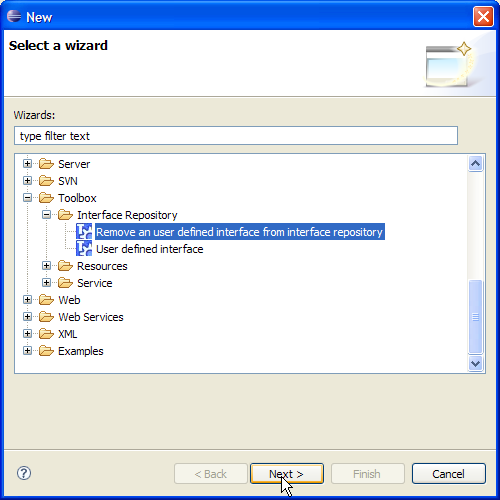 New
Select a wizard
Wizards:
type filter text
Server
SVN
Toolbox
Interface Repository
Remove an user defined interface from interface repository
User defined interface
Resources
Service
Web
Web Services
XML
Examples
?
< Back
Next >
Finish
Cancel